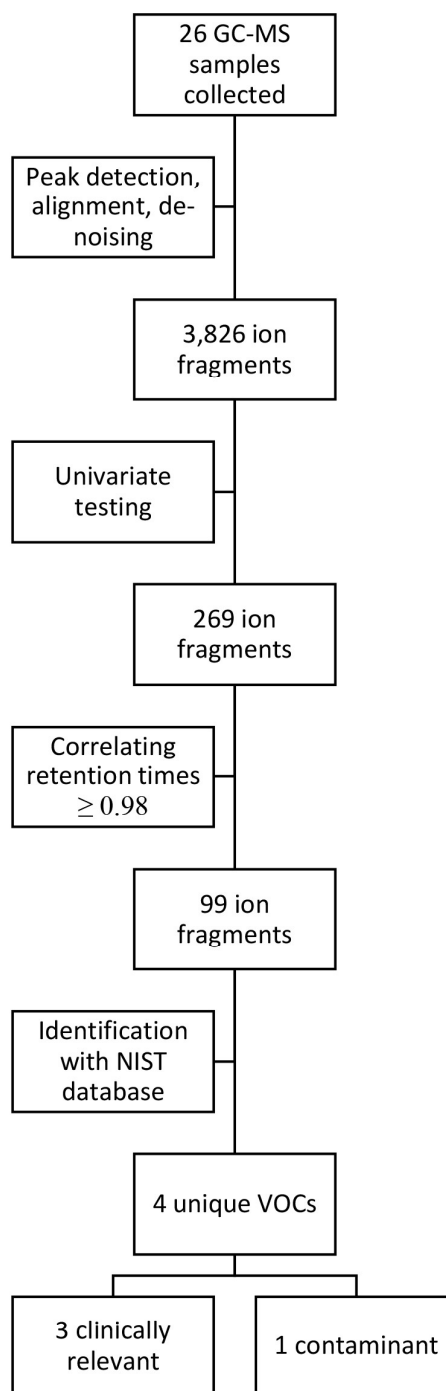 26 GC-MS
samples
collected
Peak detection,
alignment, de-
noising
3,826 ion
fragments
Univariate
testing
269 ion
fragments
Correlating
retention times
≥ 0.98
99 ion
fragments
Identification
with NIST
database
4 unique VOCs
3 clinically
relevant
1 contaminant